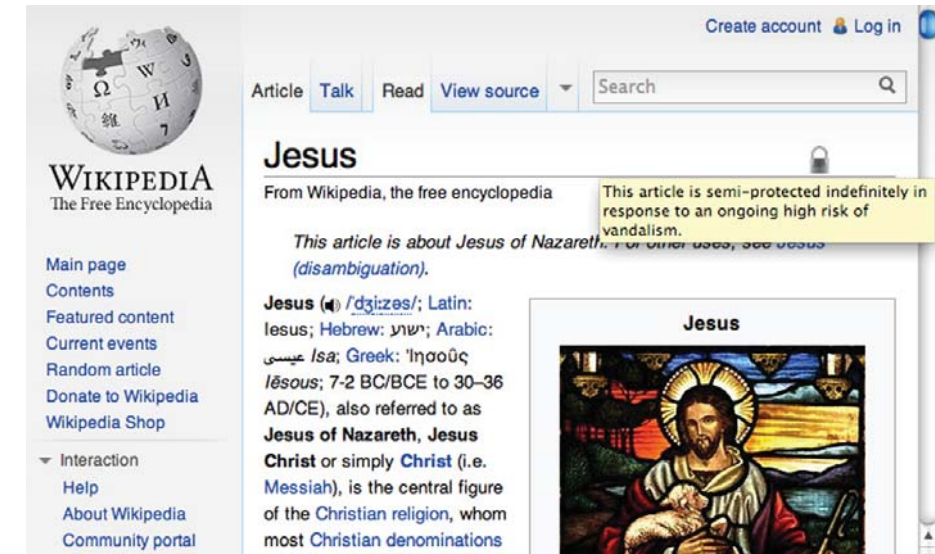 Create account Log in
Article Talk Read View source Search
WIKIPEDIA
The Free Encyclopedia
Main page
Contents
Featured content
Current events
Random article
Donate to Wikipedia
Wikipedia Shop
Interaction
Help
About Wikipedia
Community portal
Jesus
From Wikipedia, the free encyclopedia
This article is semi-protected indefinitely in
response to an ongoing high risk of
vandalism.
This article is about Jesus of Nazareth. For other uses, see Jesus
(disambiguation).
Jesus (/ˈdʒiːzəs/; Latin:
Iesus; Hebrew: ישוע; Arabic:
عيسى Isa; Greek: Ἰησοῦς
Iēsous; 7-2 BC/BCE to 30–36
AD/CE), also referred to as
Jesus of Nazareth, Jesus
Christ or simply Christ (i.e.
Messiah), is the central figure
of the Christian religion, whom
most Christian denominations
Jesus